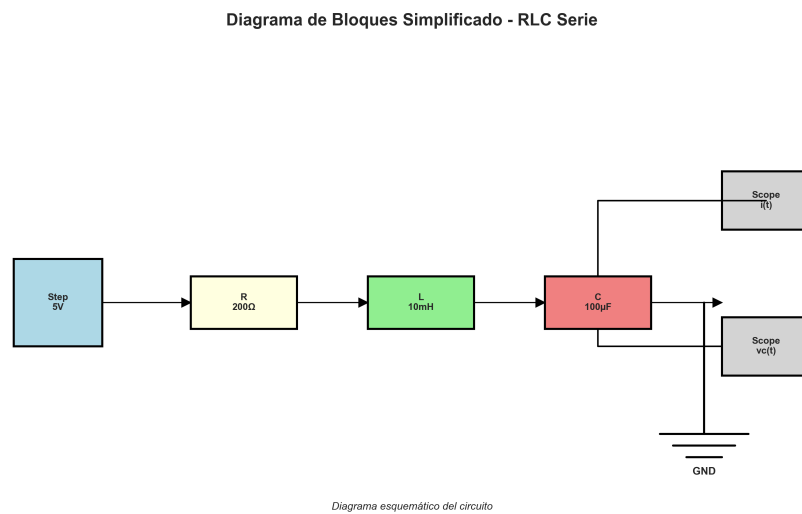 Diagrama de Bloques Simplificado - RLC Serie
Scope
i(t)
Step
5V
R
200Ω
L
10mH
C
100µF
Scope
vc(t)
GND
Diagrama esquemático del circuito